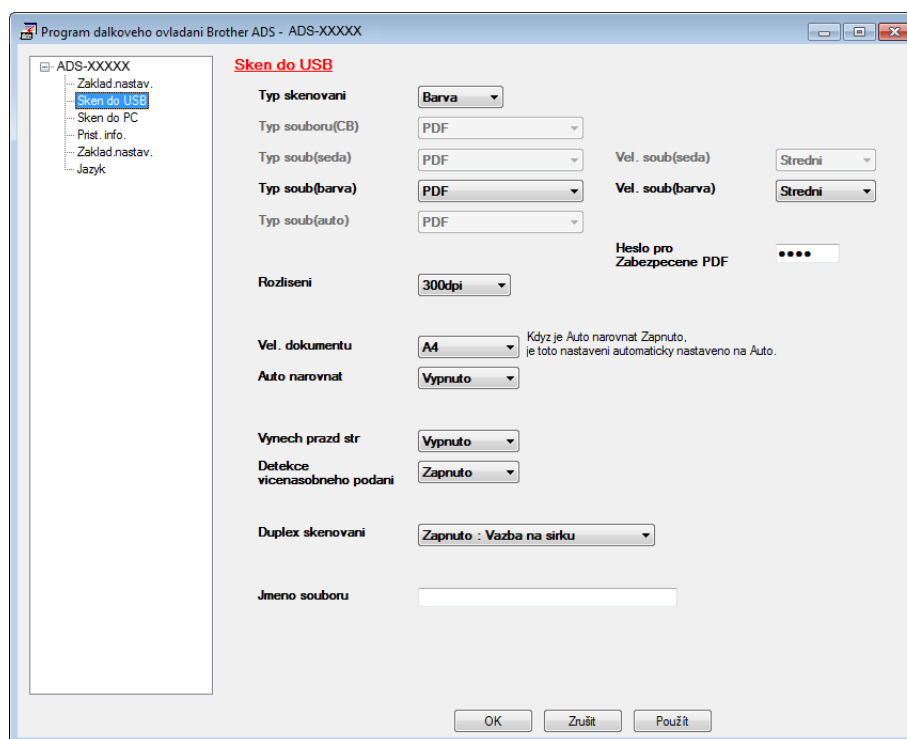 Program dalkoveho ovladani Brother ADS - ADS-XXXXX
ADS-XXXXX
Zaklad.nastav.
Sken do USB
Sken do PC
Prist. info.
Zaklad.nastav.
Jazyk
Sken do USB
Typ skenovani Barva
Typ souboru(CB) PDF
Typ soub(seda) PDF Vel. soub(seda) Stredni
Typ soub(barva) PDF Vel. soub(barva) Stredni
Typ soub(auto) PDF
Heslo pro
Zabezpecene PDF ••••
Rozliseni 300dpi
Vel. dokumentu A4 Kdyz je Auto narovnat Zapnuto,
je toto nastaveni automaticky nastaveno na Auto.
Auto narovnat Vypnuto
Vynech prazd str Vypnuto
Detekce
vicenasobneho podani Zapnuto
Duplex skenovani Zapnuto : Vazba na sirku
Jmeno souboru
OK Zrušit Použít